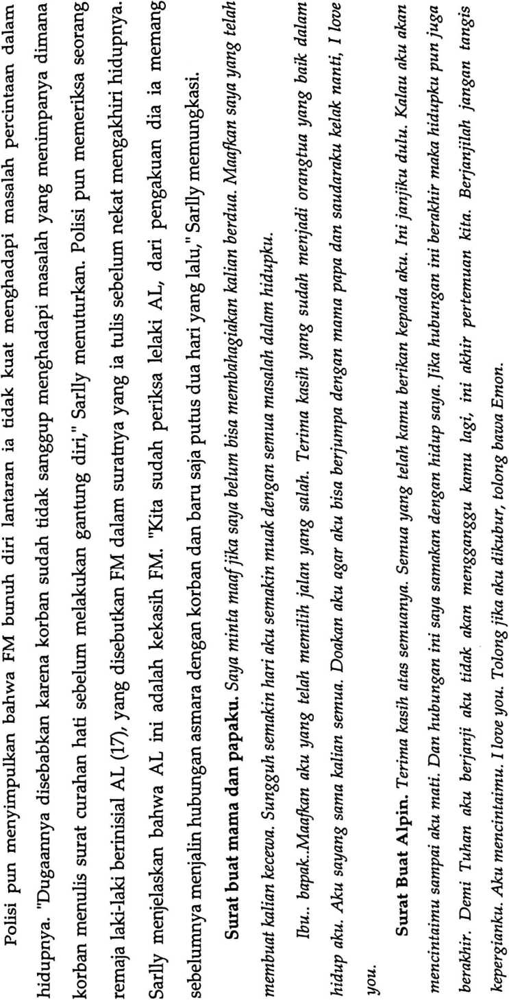 Polisi pun menyimpulkan bahwa FM bunuh diri lantaran ia tidak kuat menghadapi masalah percintaan dalam
hidupnya. "Dugaannya disebabkan karena korban sudah tidak sanggup menghadapi masalah yang menimpanya dimana
korban menulis surat curahan hati sebelum melakukan gantung diri," Sarlly menuturkan. Polisi pun memeriksa seorang
remaja laki-laki berinisial AL (17), yang disebutkan FM dalam suratnya yang ia tulis sebelum nekat mengakhiri hidupnya.
Sarlly menjelaskan bahwa AL ini adalah kekasih FM. "Kita sudah periksa lelaki AL, dari pengakuan dia ia memang
sebelumnya menjalin hubungan asmara dengan korban dan baru saja putus dua hari yang lalu," Sarlly memungkasi.
Surat buat mama dan papaku. Saya minta maaf jika saya belum bisa membahagiakan kalian berdua. Maafkan saya yang telah
membuat kalian kecewa. Sungguh semakin hari aku semakin muak dengan semua masalah dalam hidupku.
Ibu.. bapak..Maafkan aku yang telah memilih jalan yang salah. Terima kasih yang sudah menjadi orangtua yang baik dalam
hidup aku. Aku sayang sama kalian semua. Doakan aku agar aku bisa berjumpa dengan mama papa dan saudaraku kelak nanti, I love
you.
Surat Buat Alpin. Terima kasih atas semuanya. Semua yang telah kamu berikan kepada aku. Ini janjiku dulu. Kalau aku akan
mencintaimu sampai aku mati. Dan hubungan ini saya samakan dengan hidup saya. Jika hubungan ini berakhir maka hidupku pun juga
berakhir. Demi Tuhan aku berjanji aku tidak akan mengganggu kamu lagi, ini akhir pertemuan kita. Berjanjilah jangan tangis
kepergianku. Aku mencintaimu. I love you. Tolong jika aku dikubur, tolong bawa Emon.